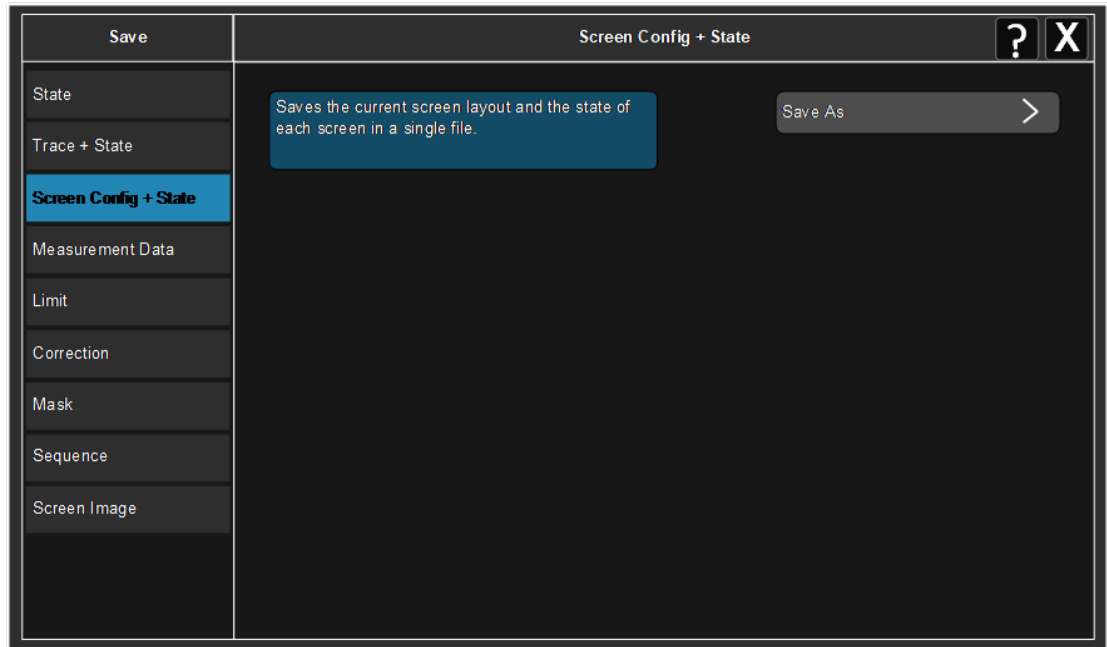 Save
Screen Config + State
? X
State
Trace + State
Screen Config + State
Measurement Data
Limit
Correction
Mask
Sequence
Screen Image
Saves the current screen layout and the state of
each screen in a single file.
Save As